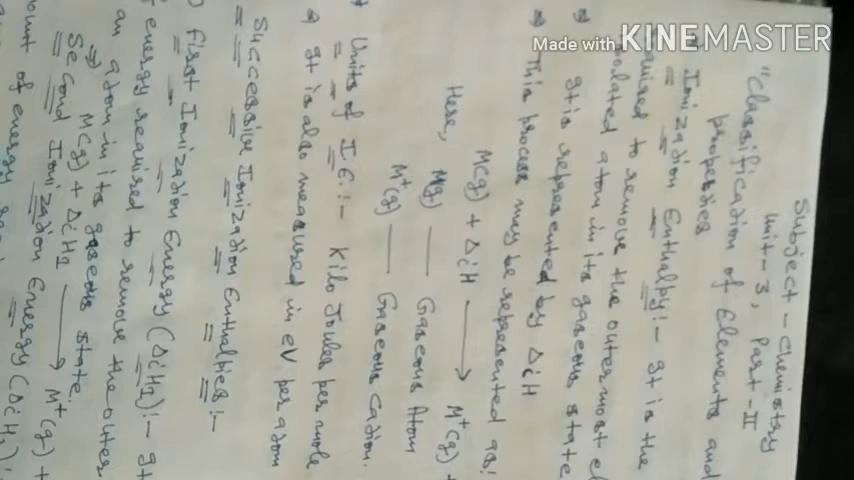 Made with KINEMASTER
Subject - Chemistry
Unit-3, Part-II
"Classification of Elements and
properties
Ionization Enthalpy:- It is the
required to remove the outermost
isolated atom in its gaseous state
⇒ It is represented by ΔiH
⇒ This process may be represented as:
M(g) + ΔiH ⟶ M⁺(g) +
Here, M(g) — Gaseous Atom
M⁺(g) — Gaseous Cation.
Units of I.E.:- Kilo Joules per mole
⇒ It is also measured in eV per atom
Successive Ionization Enthalpies:-
First Ionization Energy (ΔiH1):- It
energy required to remove the outer
an atom in its gaseous state.
⇒ M(g) + ΔiH1 ⟶ M⁺(g) +
Second Ionization Energy (ΔiH2):
amount of energy